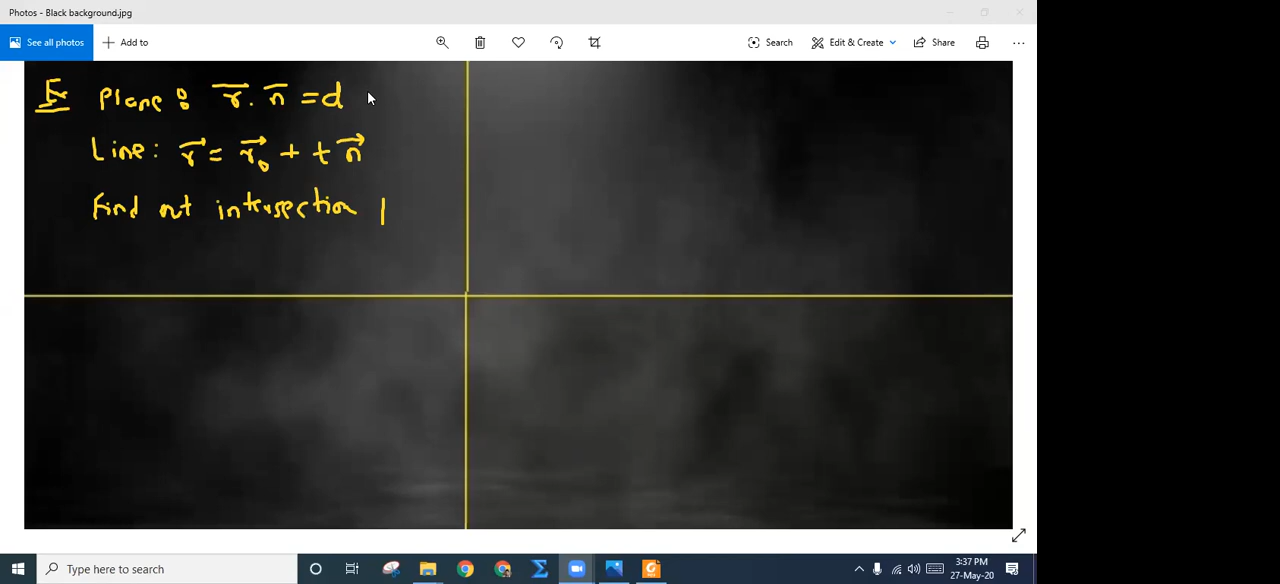 Photos - Black background.jpg
See all photos
Add to
Search
Edit & Create
Share
Ex Plane: r̄ . n̄ = d
Line: r⃗ = r⃗₀ + t n⃗
Find out intersection
Type here to search
3:37 PM
27-May-20